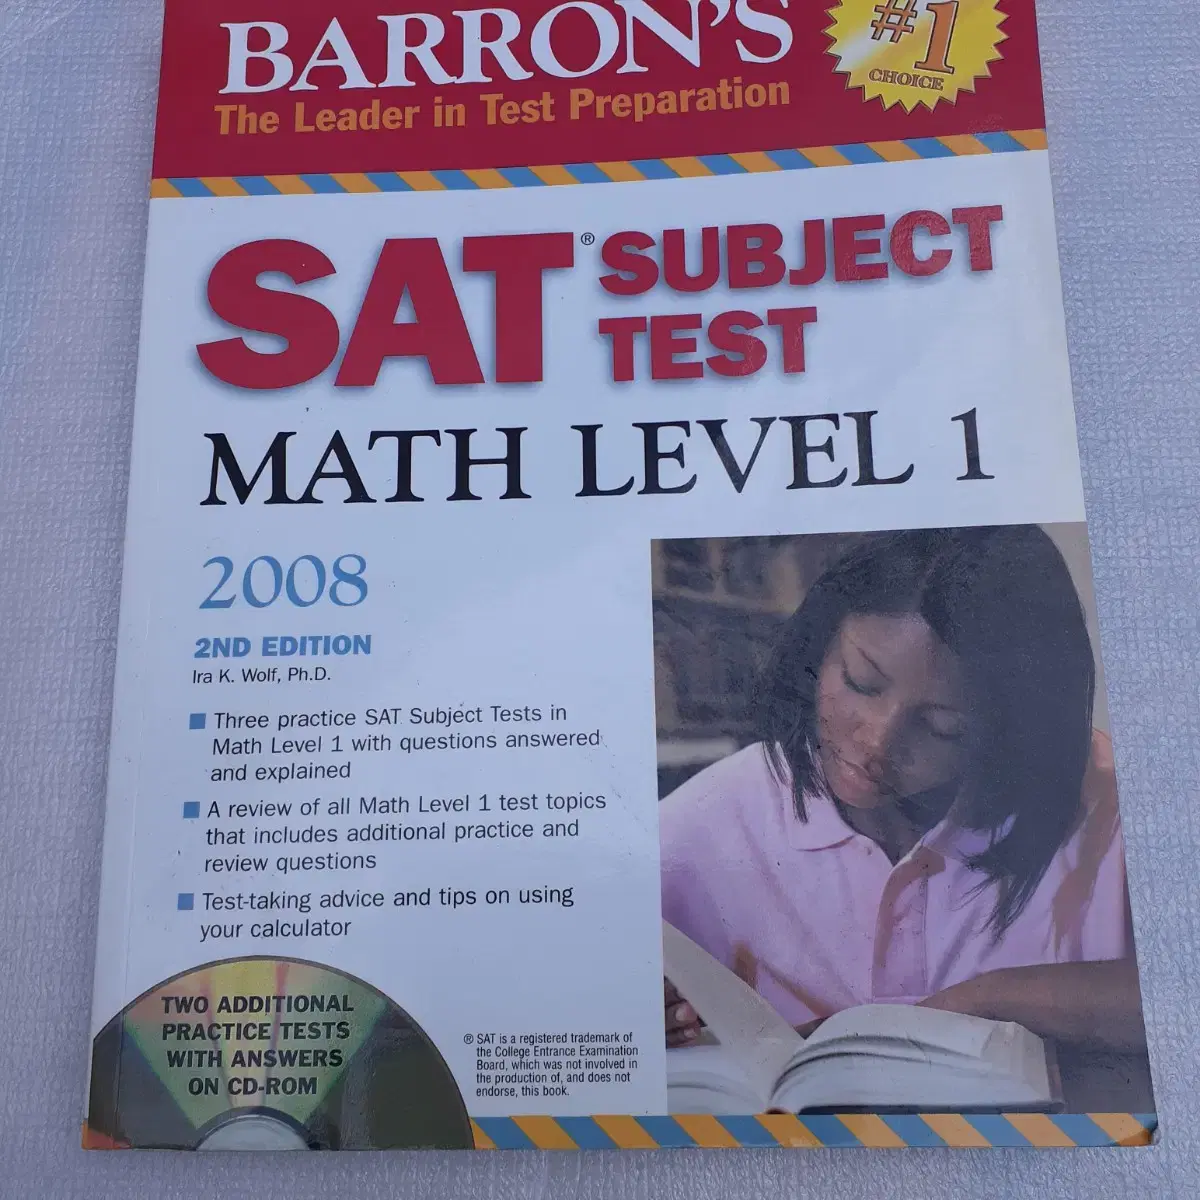 BARRON'S
The Leader in Test Preparation
#1
CHOICE
SAT® SUBJECT
TEST
MATH LEVEL 1
2008
2ND EDITION
Ira K. Wolf, Ph.D.
Three practice SAT Subject Tests in
Math Level 1 with questions answered
and explained
A review of all Math Level 1 test topics
that includes additional practice and
review questions
Test-taking advice and tips on using
your calculator
TWO ADDITIONAL
PRACTICE TESTS
WITH ANSWERS
ON CD-ROM
® SAT is a registered trademark of
the College Entrance Examination
Board, which was not involved in
the production of, and does not
endorse, this book.